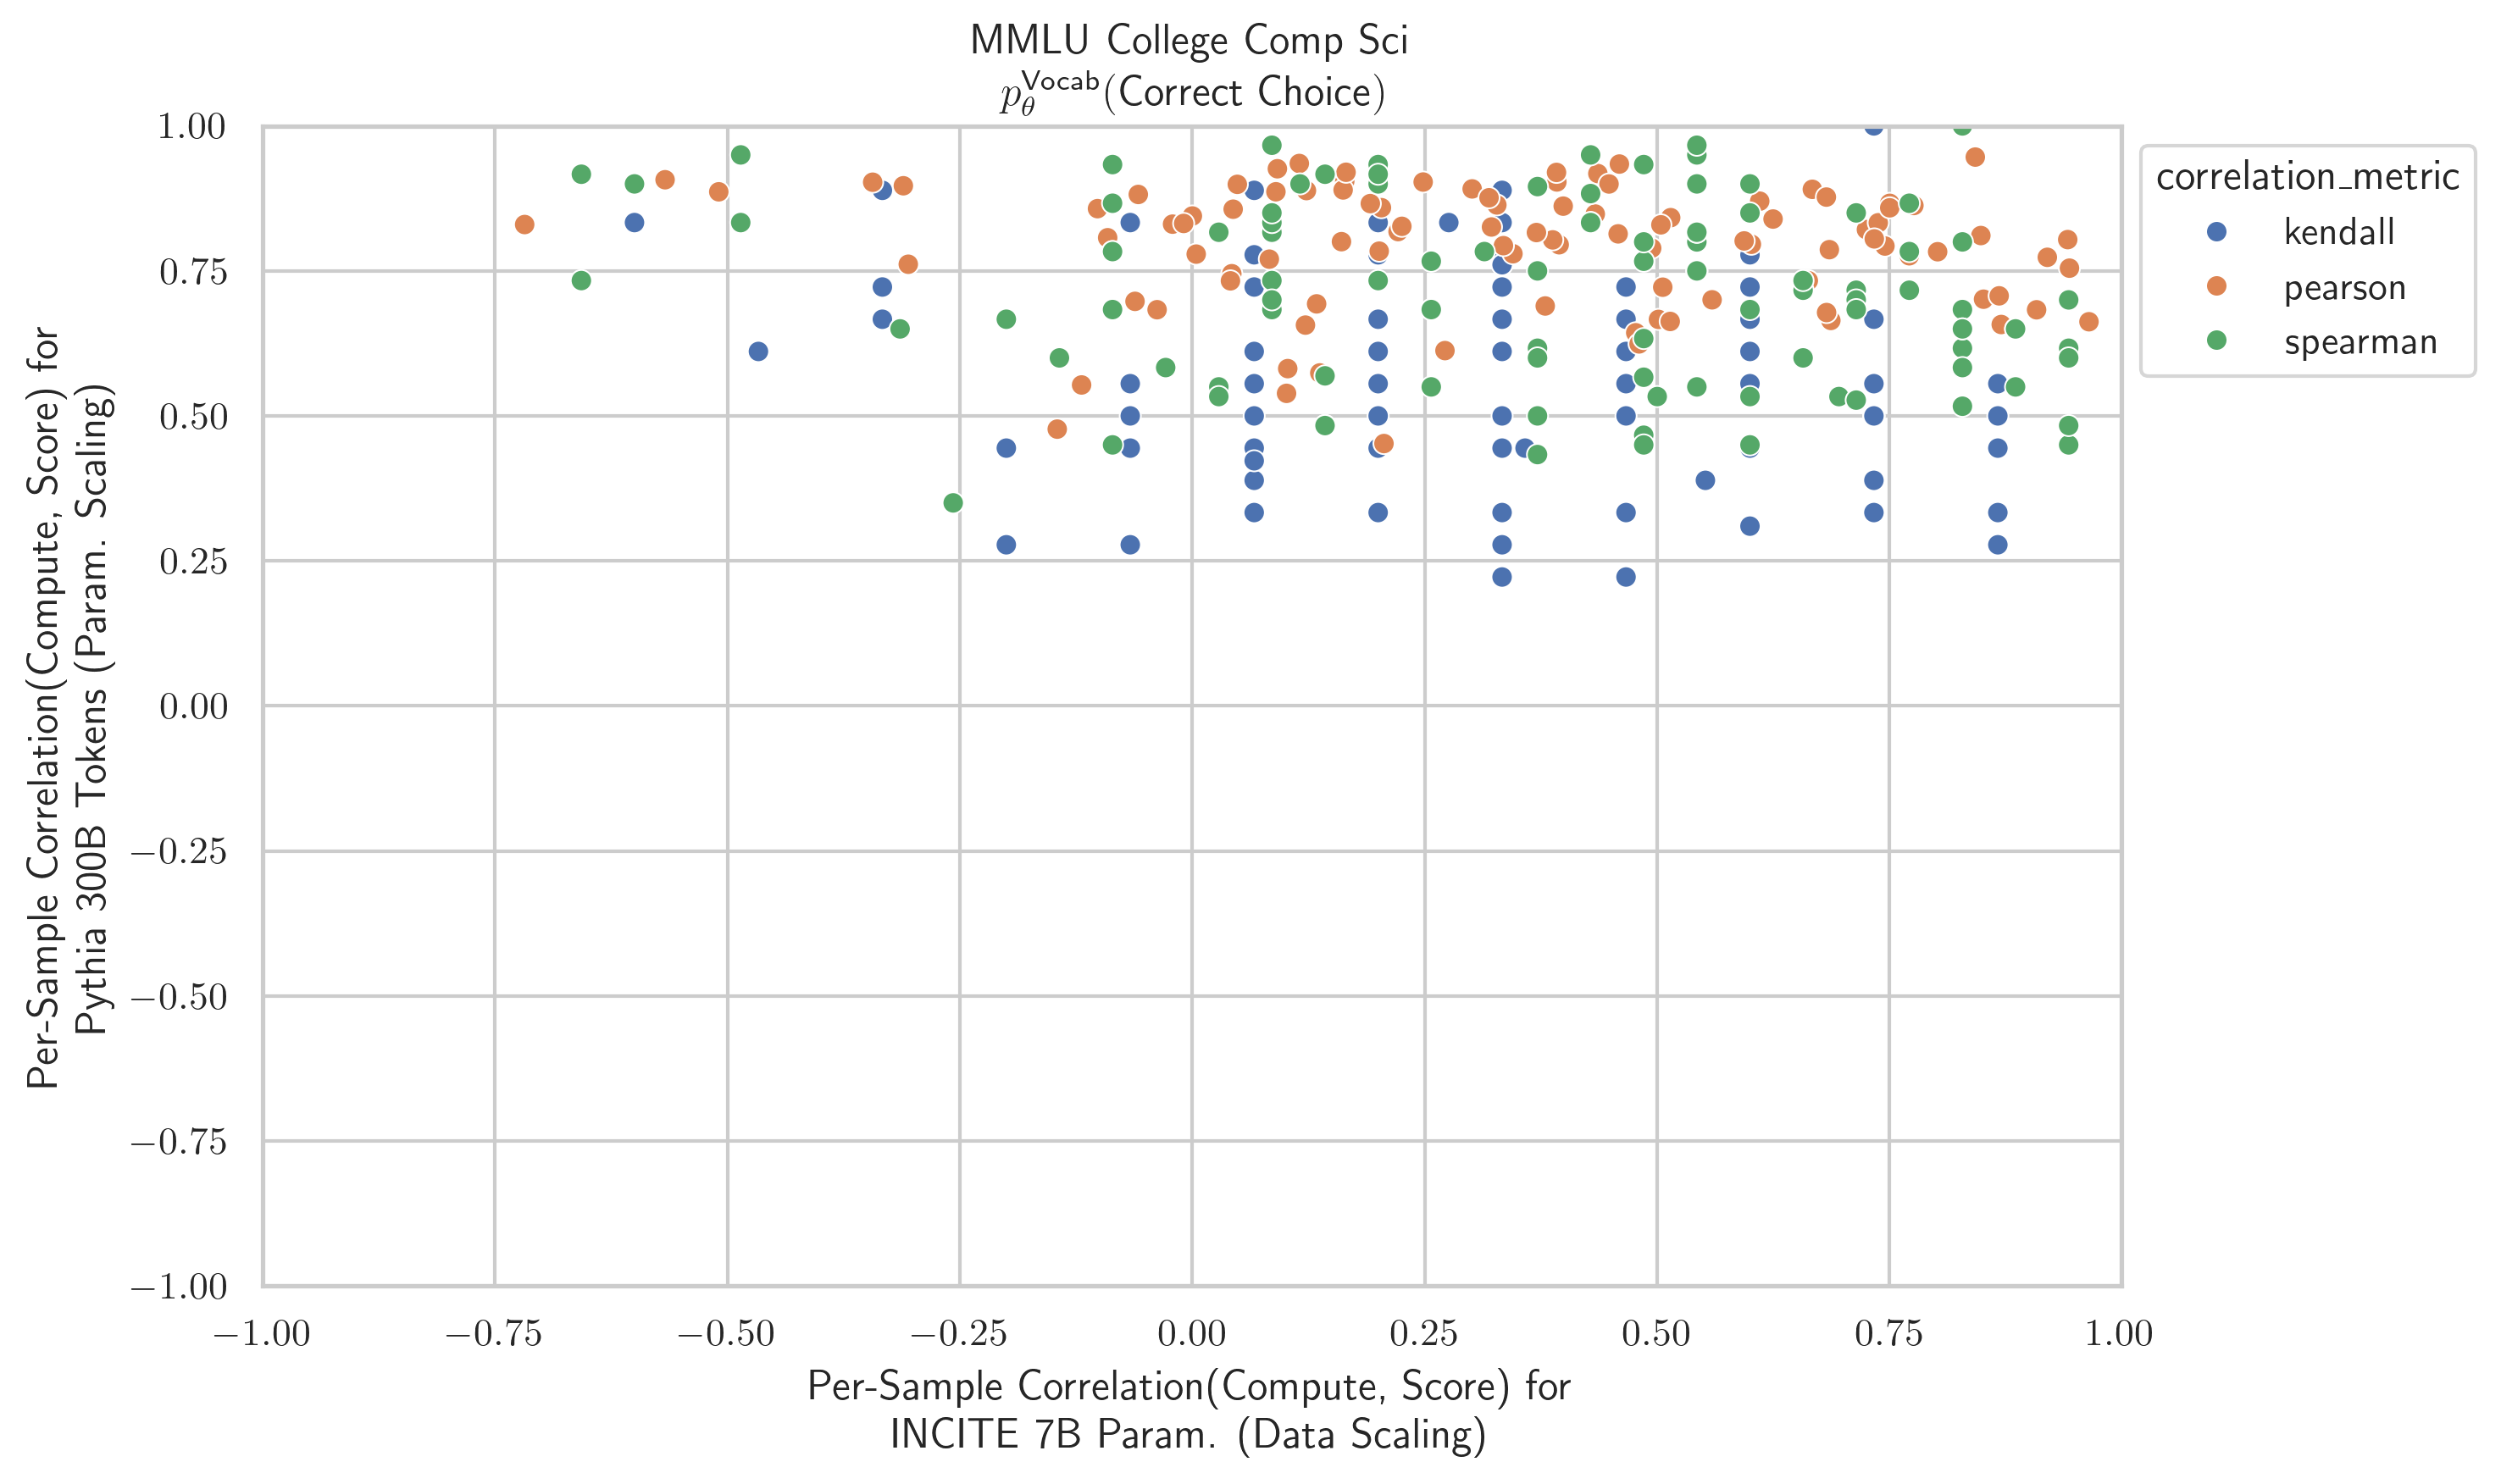 MMLU College Comp Sci
p_θ^Vocab(Correct Choice)
1.00
0.75
0.50
0.25
0.00
−0.25
−0.50
−0.75
−1.00
Per-Sample Correlation(Compute, Score) for
Pythia 300B Tokens (Param. Scaling)
correlation_metric
kendall
pearson
spearman
−1.00 −0.75 −0.50 −0.25 0.00 0.25 0.50 0.75 1.00
Per-Sample Correlation(Compute, Score) for
INCITE 7B Param. (Data Scaling)